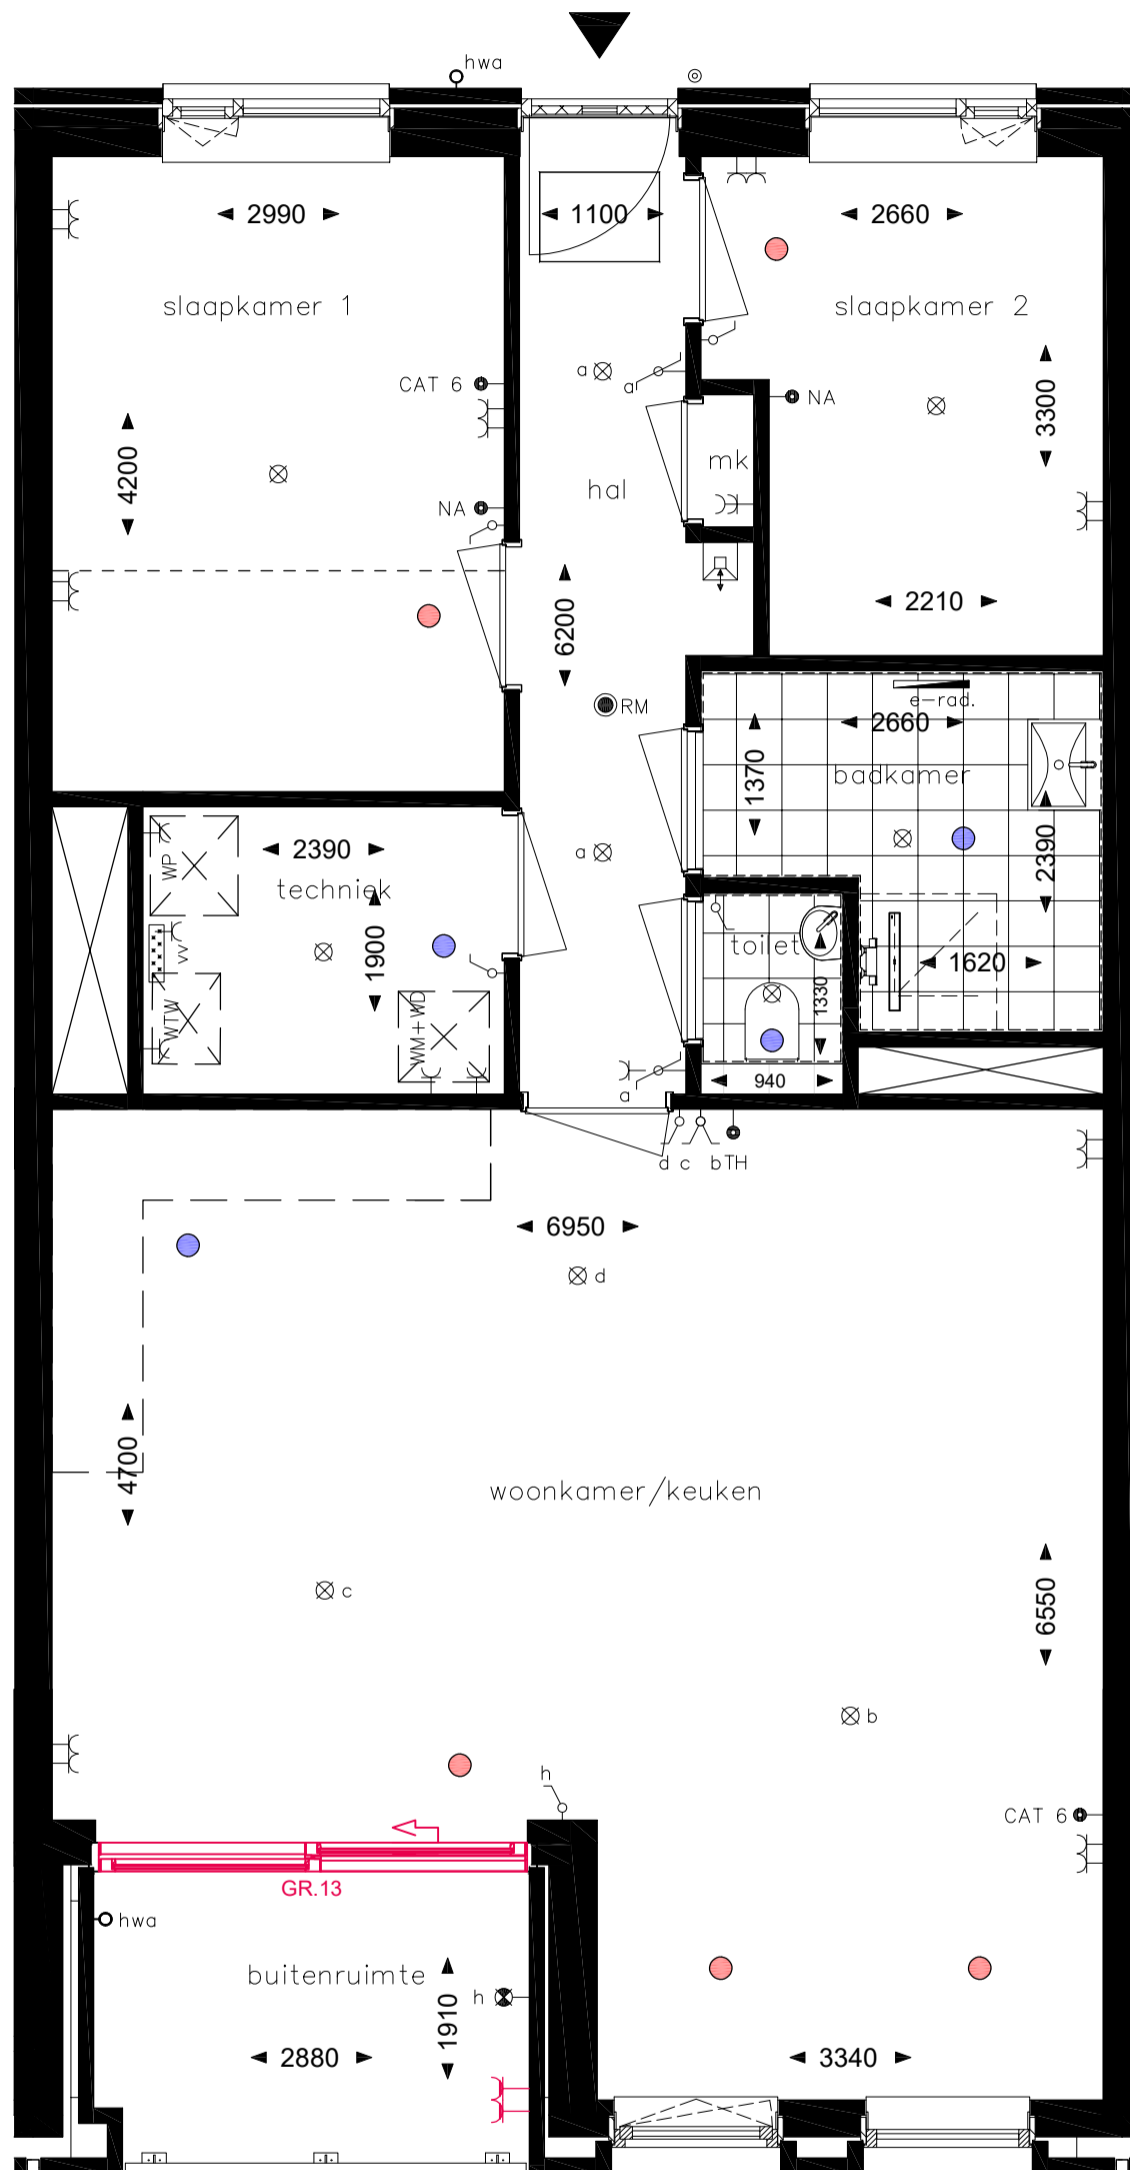 hwa
2990
1100
2660
slaapkamer 1
slaapkamer 2
CAT 6
a
a
NA
3300
4200
mk
hal
NA
2210
6200
RM
e-rad.
2660
1370
badkamer
2390
a
2390
WP
techniek
1900
vv
toilet
1330
1620
WTW
WM+WD
940
a
d c bTH
6950
d
4700
woonkamer/keuken
c
6550
b
h
CAT 6
GR.13
hwa
buitenruimte
h
1910
2880
3340